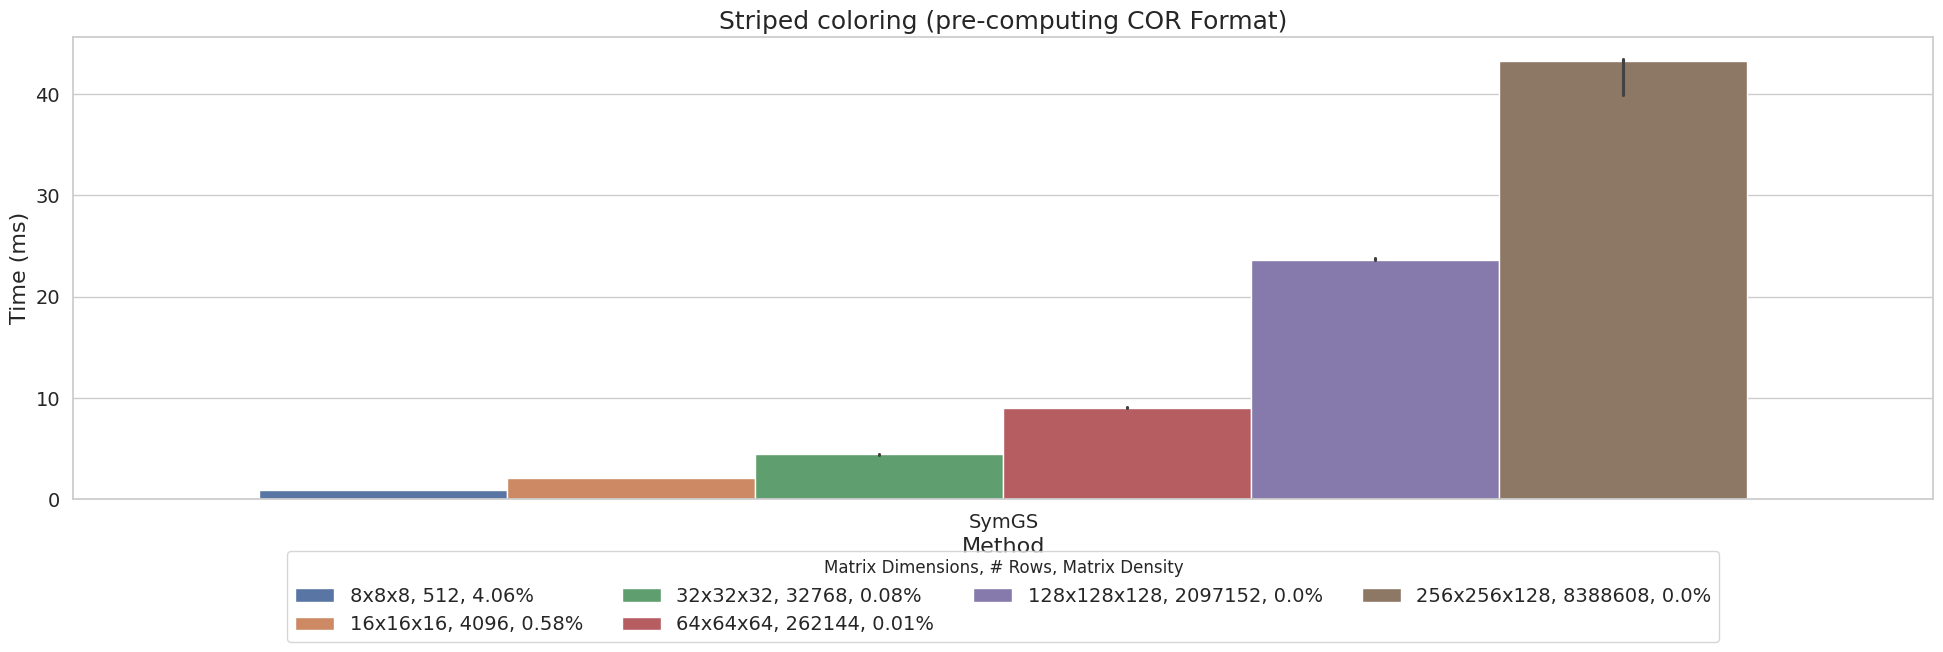 Striped coloring (pre-computing COR Format)
Time (ms)
40
30
20
10
0
SymGS
Method
Matrix Dimensions, # Rows, Matrix Density
8x8x8, 512, 4.06%
16x16x16, 4096, 0.58%
32x32x32, 32768, 0.08%
64x64x64, 262144, 0.01%
128x128x128, 2097152, 0.0%
256x256x128, 8388608, 0.0%